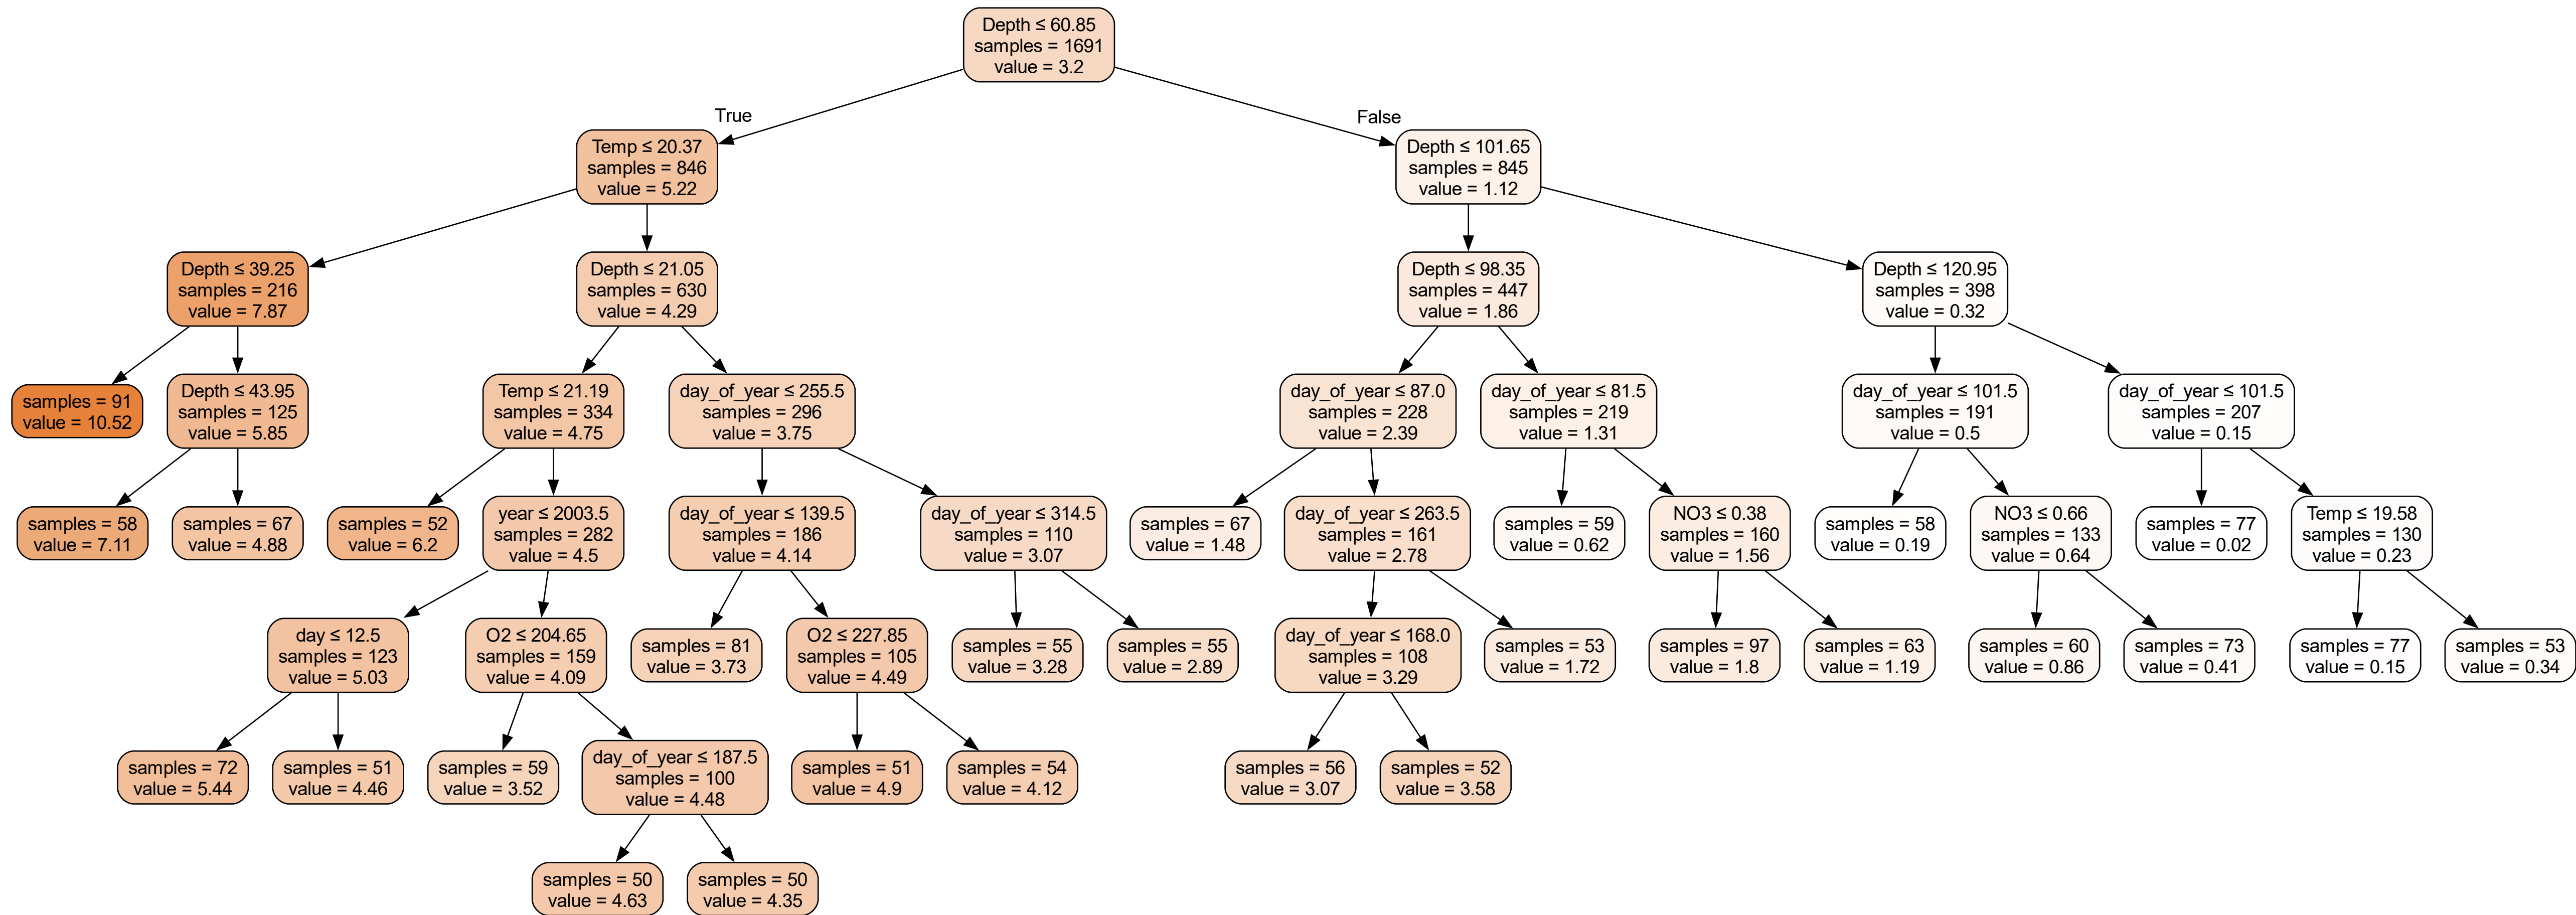 Depth ≤ 60.85
samples = 1691
value = 3.2
True
False
Temp ≤ 20.37
samples = 846
value = 5.22
Depth ≤ 101.65
samples = 845
value = 1.12
Depth ≤ 39.25
samples = 216
value = 7.87
Depth ≤ 21.05
samples = 630
value = 4.29
Depth ≤ 98.35
samples = 447
value = 1.86
Depth ≤ 120.95
samples = 398
value = 0.32
samples = 91
value = 10.52
Depth ≤ 43.95
samples = 125
value = 5.85
Temp ≤ 21.19
samples = 334
value = 4.75
day_of_year ≤ 255.5
samples = 296
value = 3.75
day_of_year ≤ 87.0
samples = 228
value = 2.39
day_of_year ≤ 81.5
samples = 219
value = 1.31
day_of_year ≤ 101.5
samples = 191
value = 0.5
day_of_year ≤ 101.5
samples = 207
value = 0.15
samples = 58
value = 7.11
samples = 67
value = 4.88
samples = 52
value = 6.2
year ≤ 2003.5
samples = 282
value = 4.5
day_of_year ≤ 139.5
samples = 186
value = 4.14
day_of_year ≤ 314.5
samples = 110
value = 3.07
samples = 67
value = 1.48
day_of_year ≤ 263.5
samples = 161
value = 2.78
samples = 59
value = 0.62
NO3 ≤ 0.38
samples = 160
value = 1.56
samples = 58
value = 0.19
NO3 ≤ 0.66
samples = 133
value = 0.64
samples = 77
value = 0.02
Temp ≤ 19.58
samples = 130
value = 0.23
day ≤ 12.5
samples = 123
value = 5.03
O2 ≤ 204.65
samples = 159
value = 4.09
samples = 81
value = 3.73
O2 ≤ 227.85
samples = 105
value = 4.49
samples = 55
value = 3.28
samples = 55
value = 2.89
day_of_year ≤ 168.0
samples = 108
value = 3.29
samples = 53
value = 1.72
samples = 97
value = 1.8
samples = 63
value = 1.19
samples = 60
value = 0.86
samples = 73
value = 0.41
samples = 77
value = 0.15
samples = 53
value = 0.34
samples = 72
value = 5.44
samples = 51
value = 4.46
samples = 59
value = 3.52
day_of_year ≤ 187.5
samples = 100
value = 4.48
samples = 51
value = 4.9
samples = 54
value = 4.12
samples = 56
value = 3.07
samples = 52
value = 3.58
samples = 50
value = 4.63
samples = 50
value = 4.35